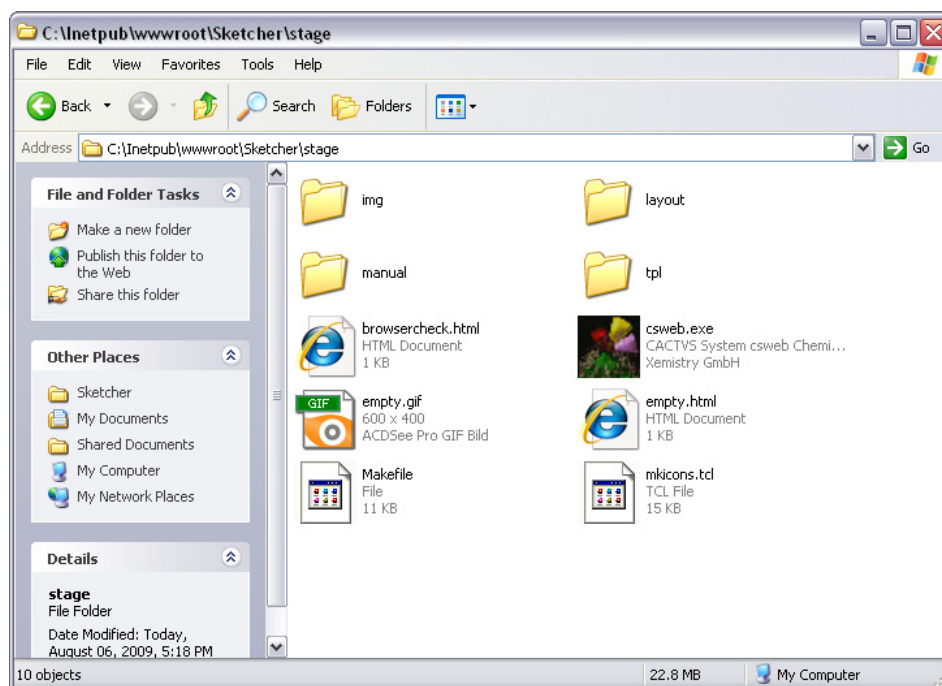 C:\Inetpub\wwwroot\Sketcher\stage
File Edit View Favorites Tools Help
Back Search Folders
Address C:\Inetpub\wwwroot\Sketcher\stage Go
File and Folder Tasks
Make a new folder
Publish this folder to
the Web
Share this folder
Other Places
Sketcher
My Documents
Shared Documents
My Computer
My Network Places
Details
stage
File Folder
Date Modified: Today,
August 06, 2009, 5:18 PM
img
layout
manual
tpl
browsercheck.html
HTML Document
1 KB
csweb.exe
CACTVS System csweb Chemi...
Xemistry GmbH
GIF
empty.gif
600 x 400
ACDSee Pro GIF Bild
empty.html
HTML Document
1 KB
Makefile
File
11 KB
mkicons.tcl
TCL File
15 KB
10 objects 22.8 MB My Computer